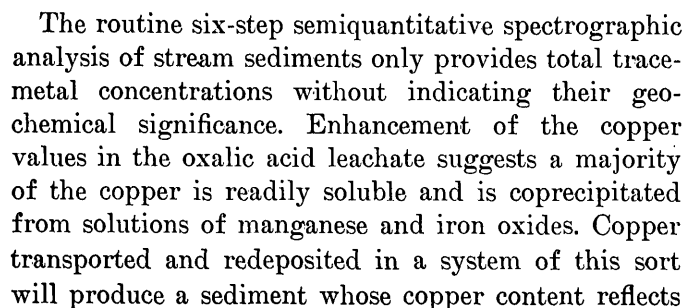 The routine six-step semiquantitative spectrographic
analysis of stream sediments only provides total trace-
metal concentrations without indicating their geo-
chemical significance. Enhancement of the copper
values in the oxalic acid leachate suggests a majority
of the copper is readily soluble and is coprecipitated
from solutions of manganese and iron oxides. Copper
transported and redeposited in a system of this sort
will produce a sediment whose copper content reflects